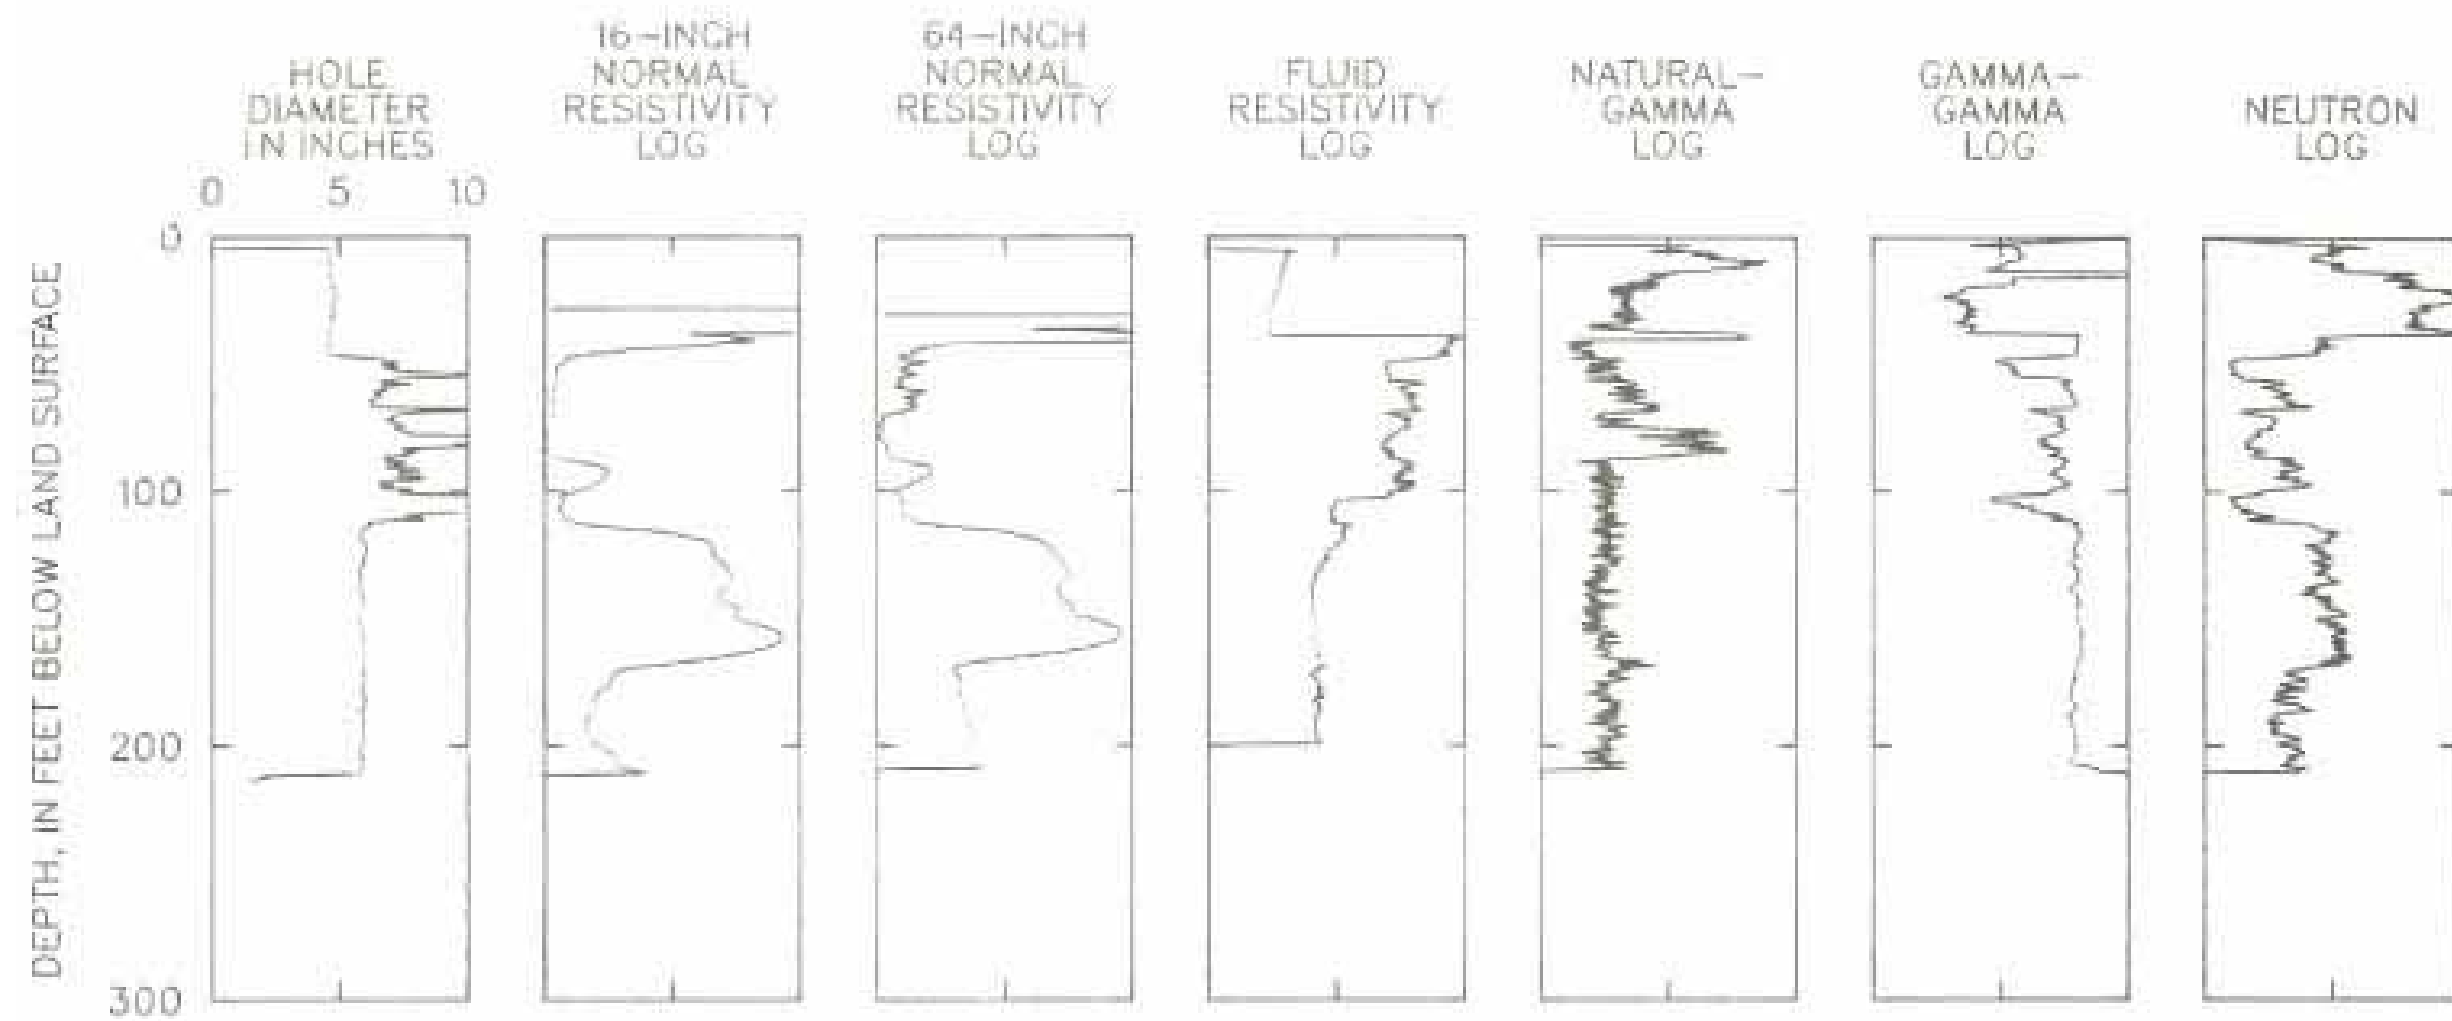 HOLE
DIAMETER
IN INCHES
16-INCH
NORMAL
RESISTIVITY
LOG
64-INCH
NORMAL
RESISTIVITY
LOG
FLUID
RESISTIVITY
LOG
NATURAL-
GAMMA
LOG
GAMMA-
GAMMA
LOG
NEUTRON
LOG
0 5 10
DEPTH, IN FEET BELOW LAND SURFACE
0
100
200
300